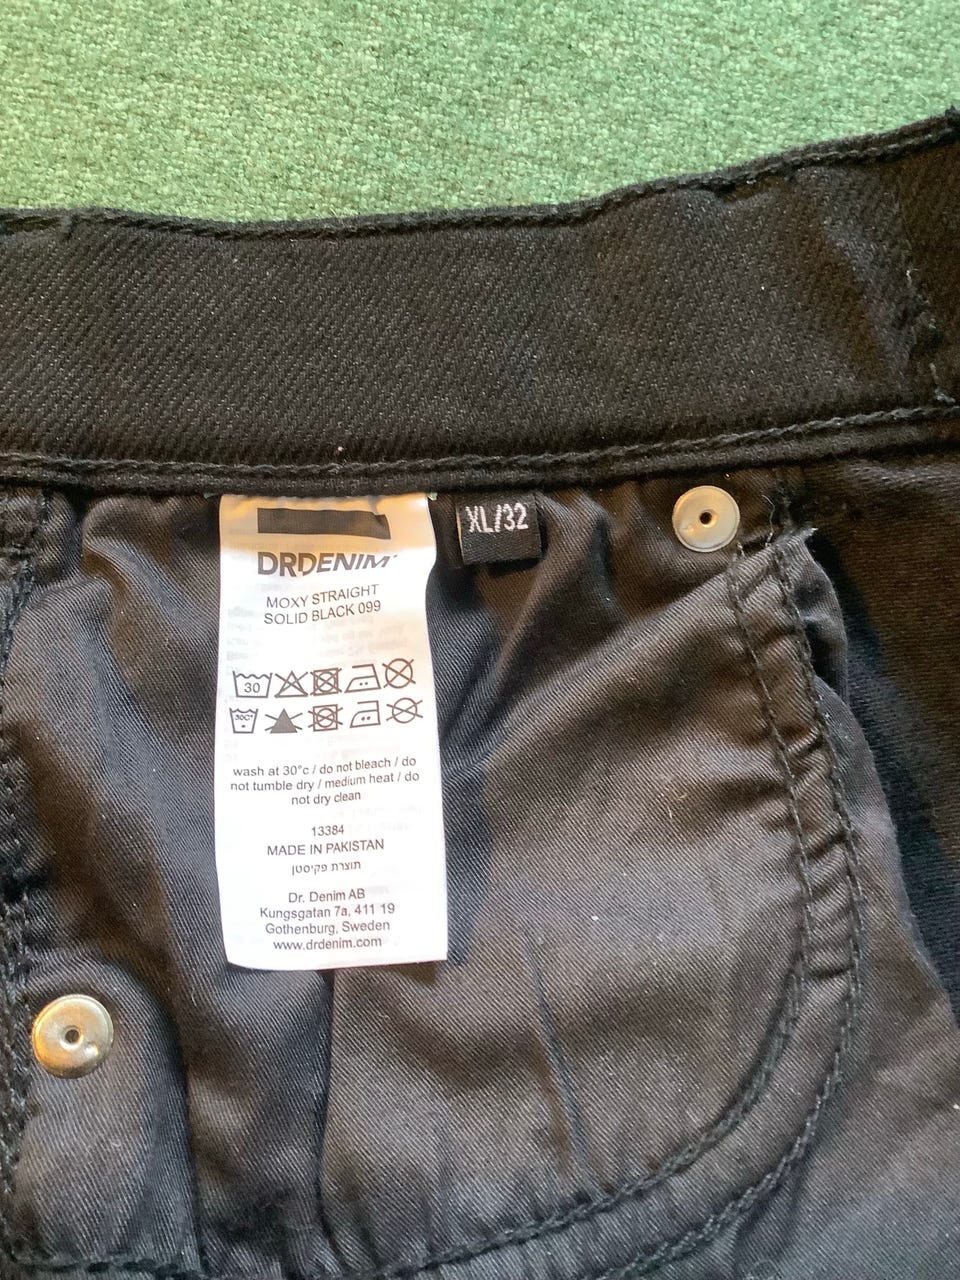 DRDENIM
XL/32
MOXY STRAIGHT
SOLID BLACK 099
30
30C°
wash at 30°c / do not bleach / do
not tumble dry / medium heat / do
not dry clean
13384
MADE IN PAKISTAN
תוצרת פקיסטן
Dr. Denim AB
Kungsgatan 7a, 411 19
Gothenburg, Sweden
www.drdenim.com